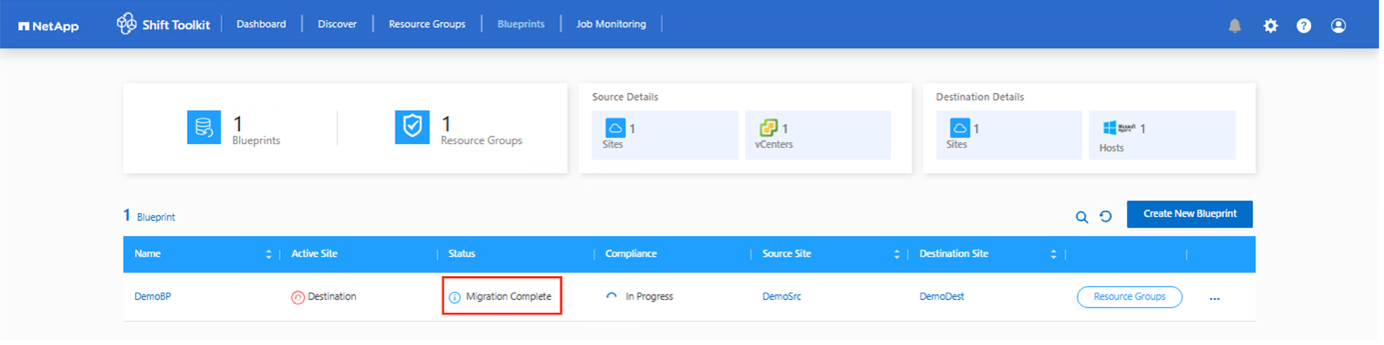 NetApp
Shift Toolkit
Dashboard
Discover
Resource Groups
Blueprints
Job Monitoring
1
Blueprints
1
Resource Groups
Source Details
1
Sites
1
vCenters
Destination Details
1
Sites
Microsoft
1
Hosts
1 Blueprint
Create New Blueprint
Name Active Site Status Compliance Source Site Destination Site
DemoBP Destination Migration Complete In Progress DemoSrc DemoDest Resource Groups ...